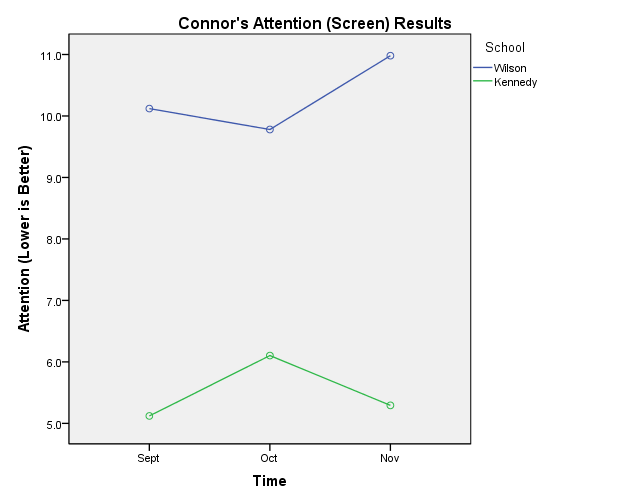 Connor's Attention (Screen) Results
School
Wilson
Kennedy
Attention (Lower is Better)
11.0
10.0
9.0
8.0
7.0
6.0
5.0
Sept
Oct
Nov
Time